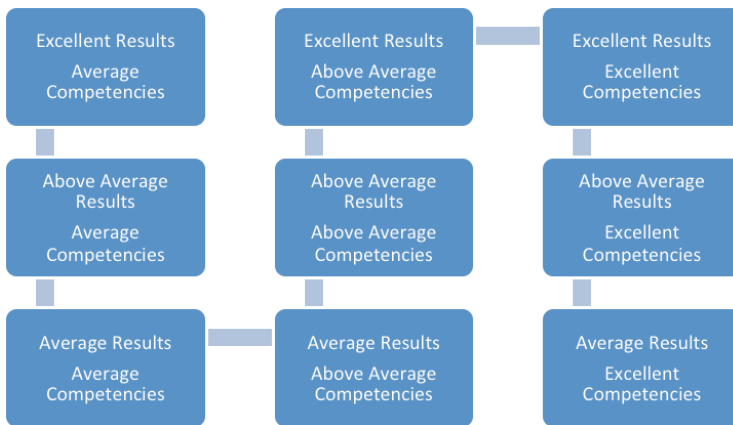 Excellent Results
Average
Competencies
Excellent Results
Above Average
Competencies
Excellent Results
Excellent
Competencies
Above Average
Results
Average
Competencies
Above Average
Results
Above Average
Competencies
Above Average
Results
Excellent
Competencies
Average Results
Average
Competencies
Average Results
Above Average
Competencies
Average Results
Excellent
Competencies